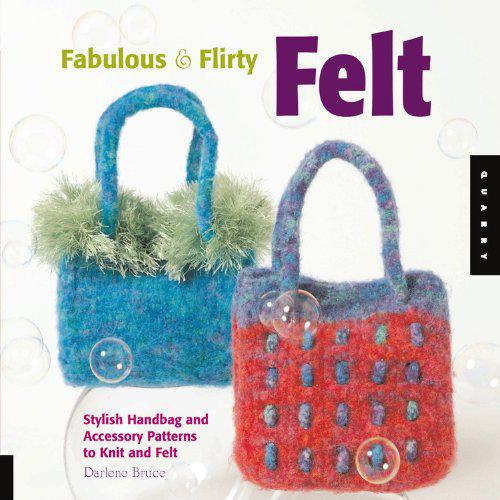 Fabulous & Flirty
Felt
QUARRY
Stylish Handbag and
Accessory Patterns
to Knit and Felt
Darlene Bruce